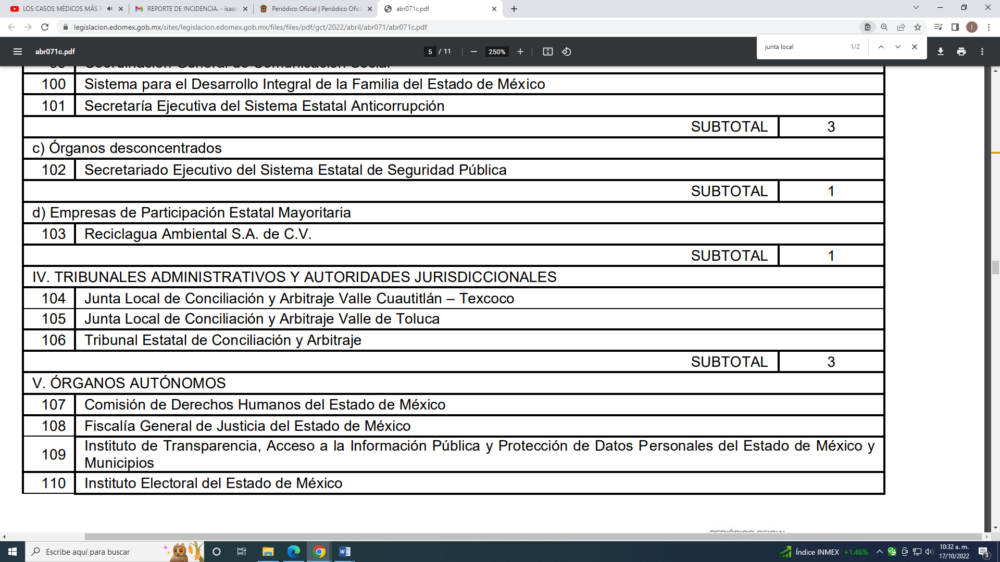 LOS CASOS MÉDICOS MÁS R
REPORTE DE INCIDENCIA. - isaac
Periódico Oficial | Periódico Oficia
abr071c.pdf
legislacion.edomex.gob.mx/sites/legislacion.edomex.gob.mx/files/files/pdf/gct/2022/abril/abr071/abr071c.pdf
I
abr071c.pdf
5 / 11
250%
junta local
1/2
Coordinación General de Comunicación Social
100 Sistema para el Desarrollo Integral de la Familia del Estado de México
101 Secretaría Ejecutiva del Sistema Estatal Anticorrupción
SUBTOTAL 3
c) Órganos desconcentrados
102 Secretariado Ejecutivo del Sistema Estatal de Seguridad Pública
SUBTOTAL 1
d) Empresas de Participación Estatal Mayoritaria
103 Reciclagua Ambiental S.A. de C.V.
SUBTOTAL 1
IV. TRIBUNALES ADMINISTRATIVOS Y AUTORIDADES JURISDICCIONALES
104 Junta Local de Conciliación y Arbitraje Valle Cuautitlán – Texcoco
105 Junta Local de Conciliación y Arbitraje Valle de Toluca
106 Tribunal Estatal de Conciliación y Arbitraje
SUBTOTAL 3
V. ÓRGANOS AUTÓNOMOS
107 Comisión de Derechos Humanos del Estado de México
108 Fiscalía General de Justicia del Estado de México
109 Instituto de Transparencia, Acceso a la Información Pública y Protección de Datos Personales del Estado de México y
Municipios
110 Instituto Electoral del Estado de México
PERIÓDICO OFICIAL
Escribe aquí para buscar
Índice INMEX +1.46%
10:32 a. m.
17/10/2022
3